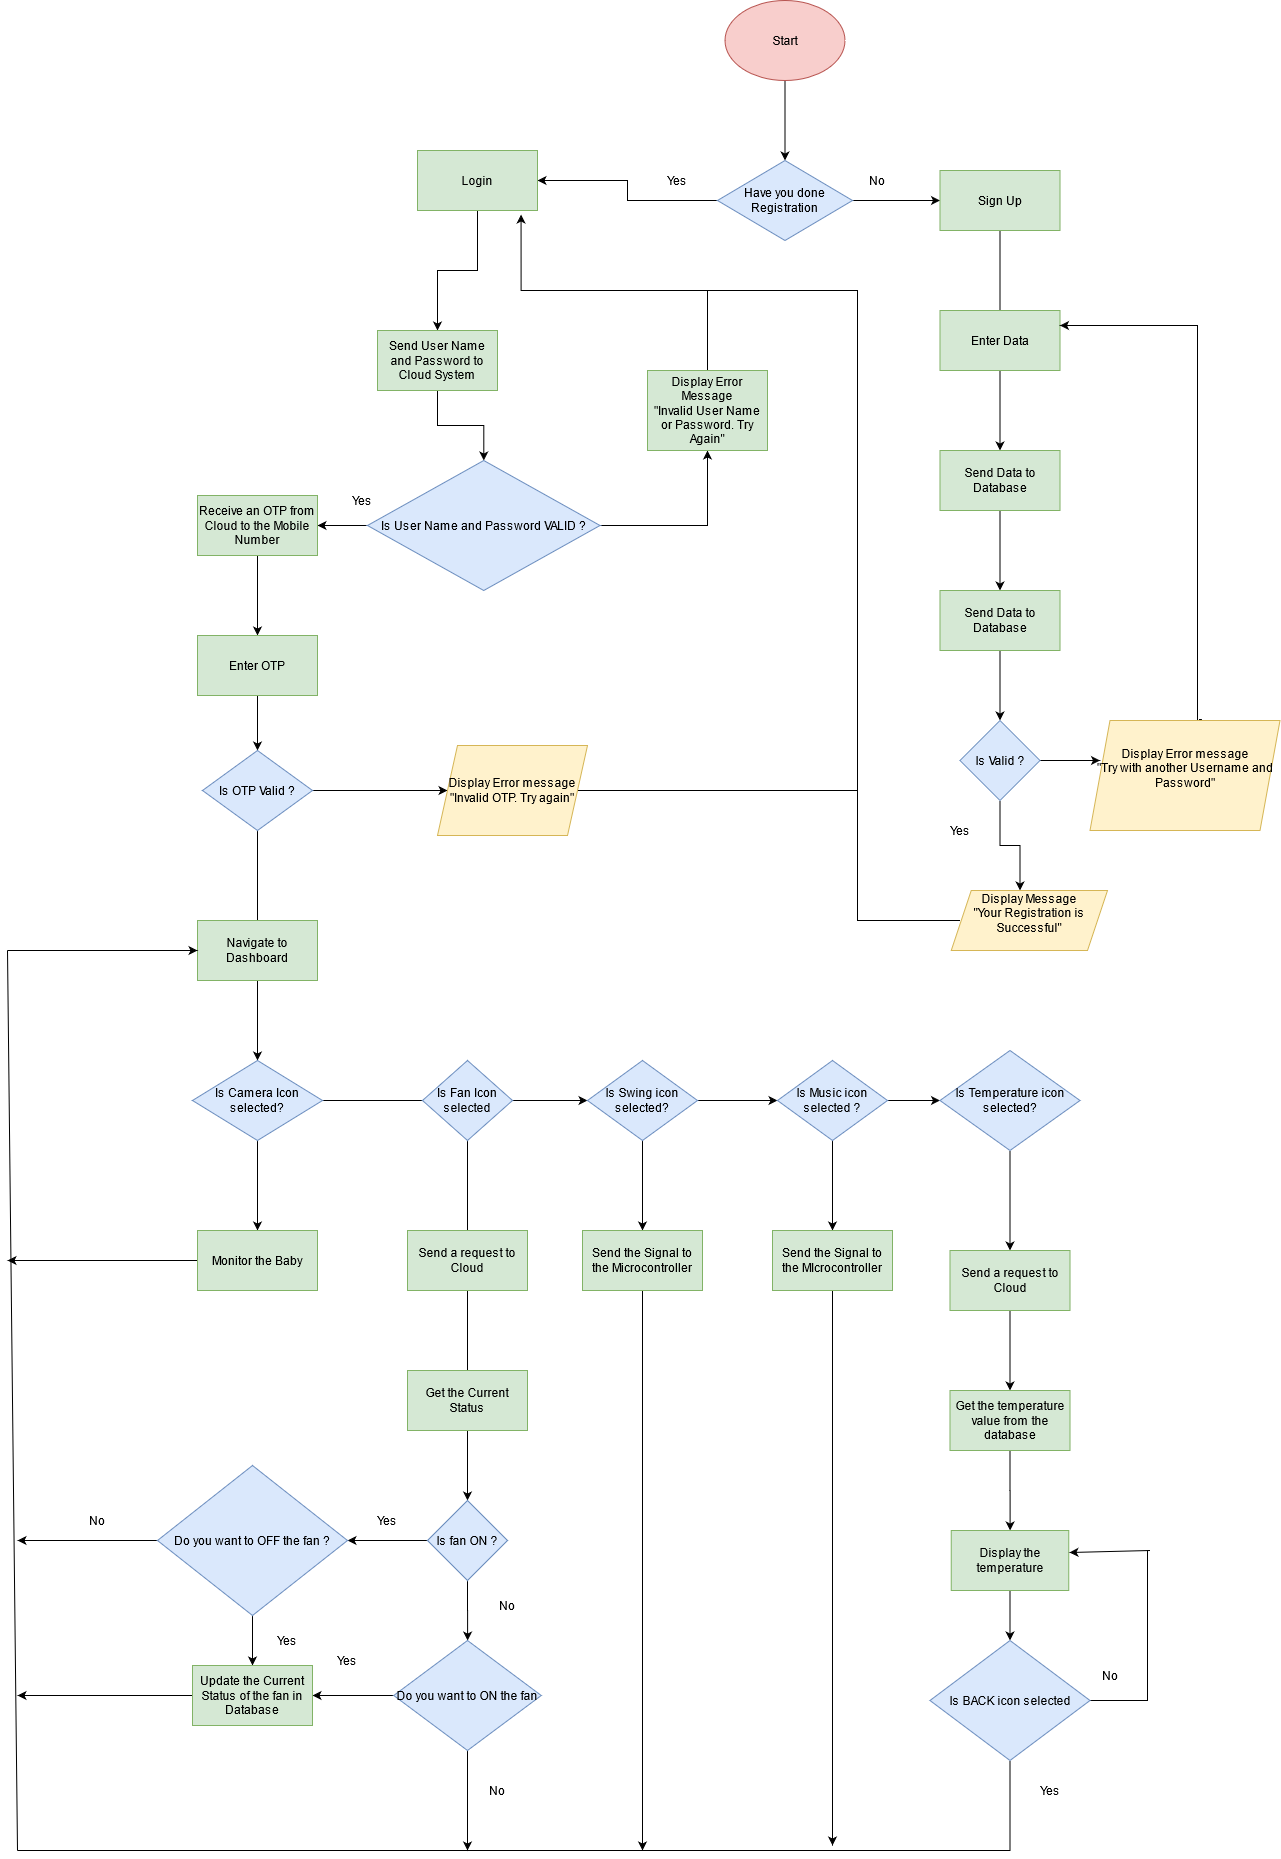 Start
Have you done
Registration
Yes
No
Login
Sign Up
Send User Name
and Password to
Cloud System
Display Error
Message
"Invalid User Name
or Password. Try
Again"
Enter Data
Send Data to
Database
Is User Name and Password VALID ?
Yes
Receive an OTP from
Cloud to the Mobile
Number
Send Data to
Database
Enter OTP
Is OTP Valid ?
Display Error message
"Invalid OTP. Try again"
Is Valid ?
Display Error message
"Try with another Username and
Password"
Yes
Display Message
"Your Registration is
Successful"
Navigate to
Dashboard
Is Camera Icon
selected?
Is Fan Icon
selected
Is Swing icon
selected?
Is Music icon
selected ?
Is Temperature icon
selected?
Monitor the Baby
Send a request to
Cloud
Send the Signal to
the Microcontroller
Send the Signal to
the MIcrocontroller
Send a request to
Cloud
Get the Current
Status
Get the temperature
value from the
database
No
Do you want to OFF the fan ?
Yes
Is fan ON ?
Display the
temperature
No
Yes
Yes
Update the Current
Status of the fan in
Database
Do you want to ON the fan
Is BACK icon selected
No
No
Yes